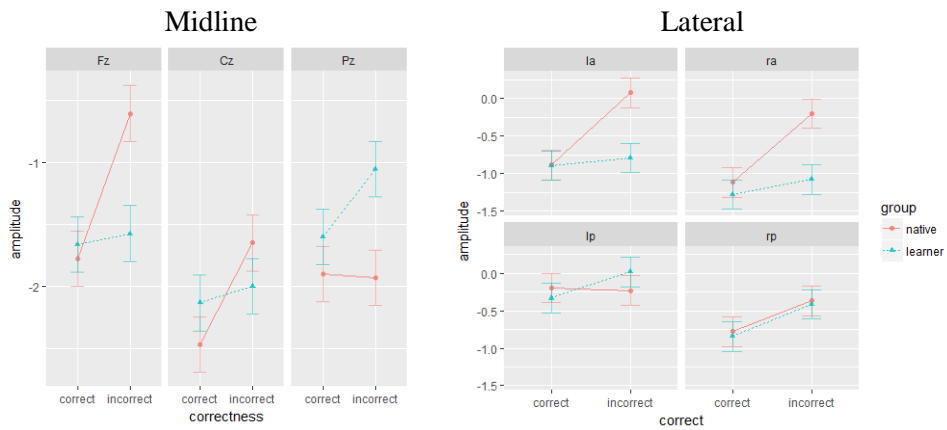 Midline
Fz Cz Pz
-1
-2
amplitude
correct incorrect correct incorrect correct incorrect
correctness
Lateral
la ra
0.0
-0.5
-1.0
-1.5
lp rp
0.0
-0.5
-1.0
-1.5
amplitude
correct incorrect correct incorrect
correct
group
native
learner